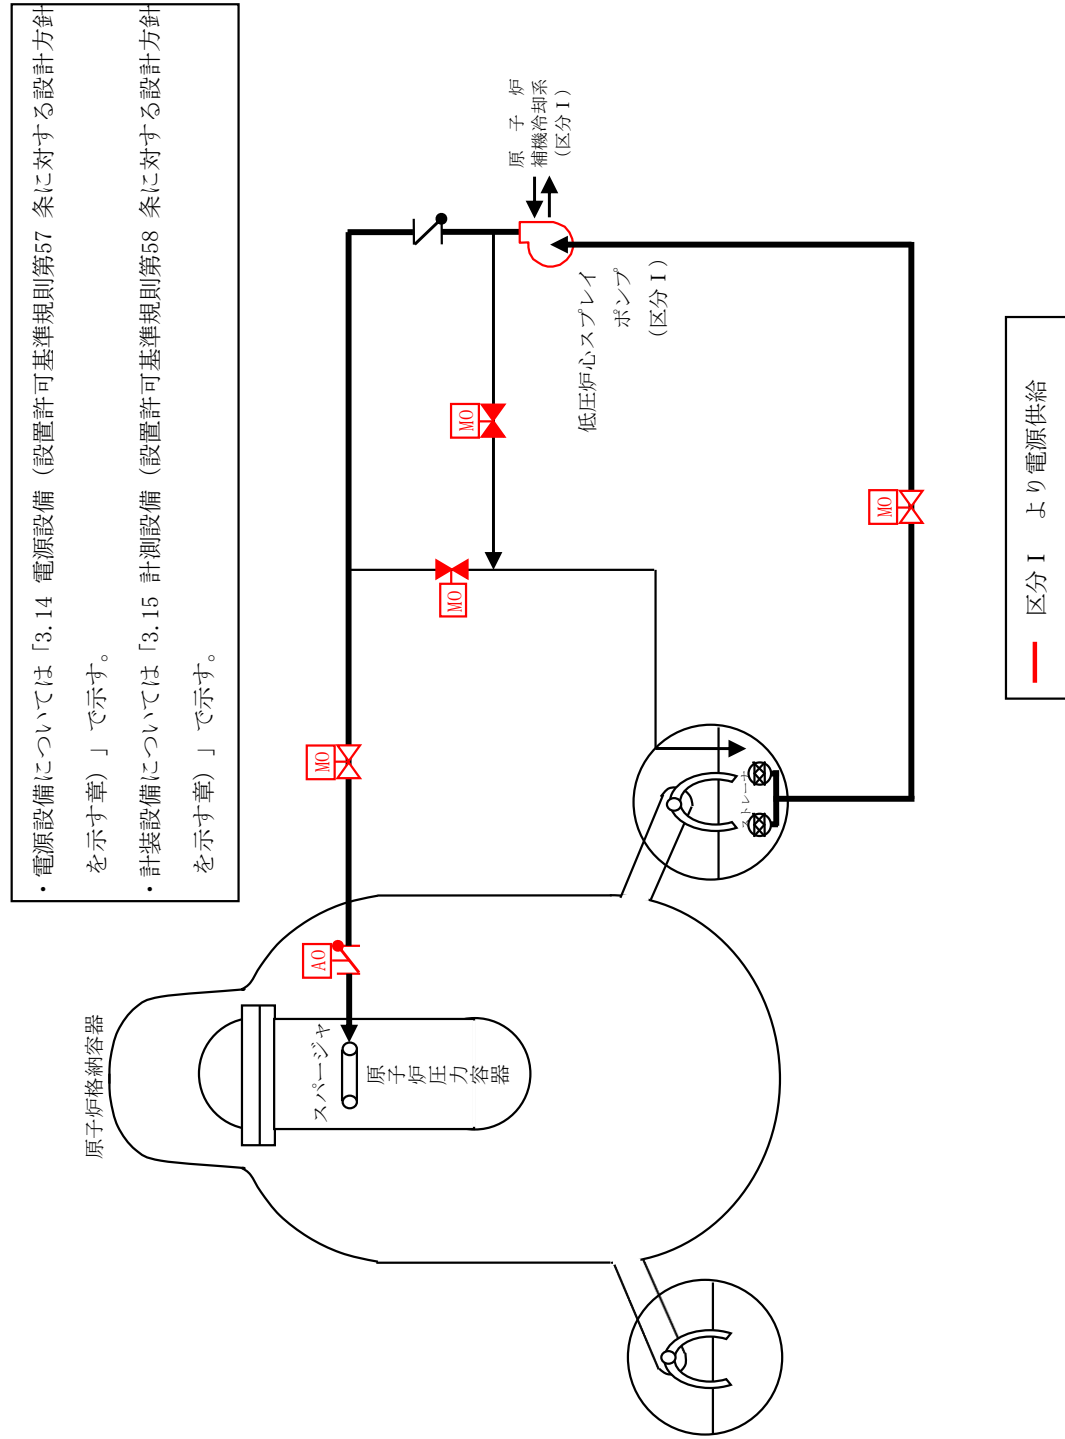 ・電源設備については「3.14 電源設備（設置許可基準規則第57 条に対する設計方針
を示す章）」で示す。
・計装設備については「3.15 計測設備（設置許可基準規則第58 条に対する設計方針
を示す章）」で示す。
原子炉格納容器
スパージャ
原子炉圧力容器
AO
MO
MO
MO
MO
原 子 炉
補機冷却系
（区分Ⅰ）
低圧炉心スプレイ
ポンプ
（区分Ⅰ）
ストレーナ
区分Ⅰ より電源供給